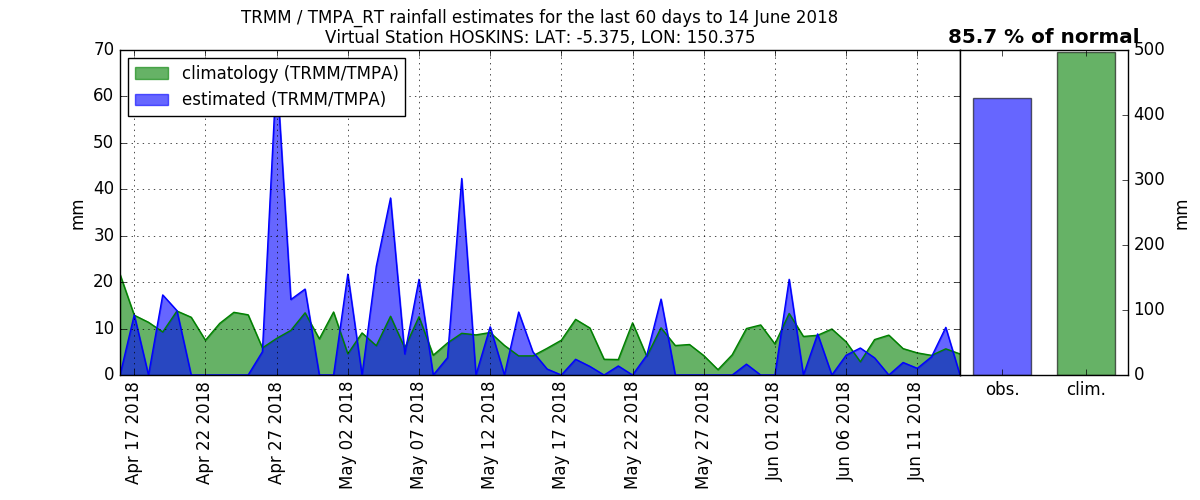 TRMM / TMPA_RT rainfall estimates for the last 60 days to 14 June 2018
Virtual Station HOSKINS: LAT: -5.375, LON: 150.375
85.7 % of normal
climatology (TRMM/TMPA)
estimated (TRMM/TMPA)
70
60
50
40
30
20
10
0
mm
Apr 17 2018
Apr 22 2018
Apr 27 2018
May 02 2018
May 07 2018
May 12 2018
May 17 2018
May 22 2018
May 27 2018
Jun 01 2018
Jun 06 2018
Jun 11 2018
obs.
clim.
500
400
300
200
100
0
mm